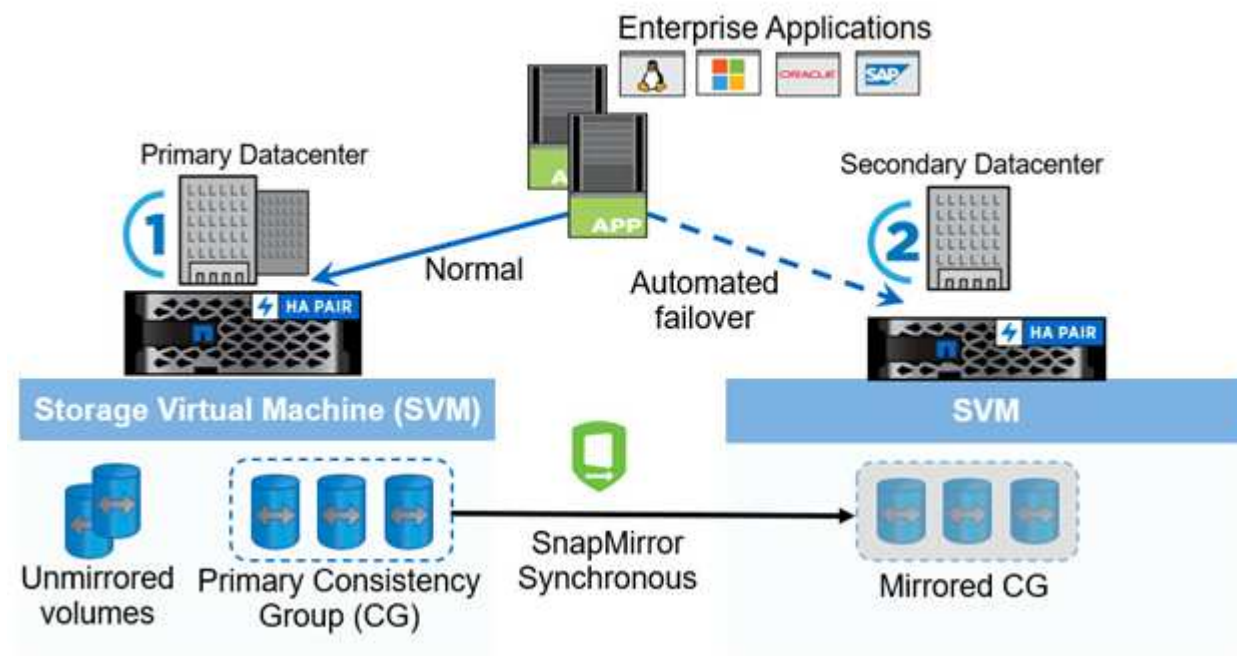 Enterprise Applications
ORACLE
SAP
Primary Datacenter
Secondary Datacenter
1
2
A
APP
Normal
Automated
failover
HA PAIR
HA PAIR
Storage Virtual Machine (SVM)
SVM
SnapMirror
Synchronous
Unmirrored
volumes
Primary Consistency
Group (CG)
Mirrored CG